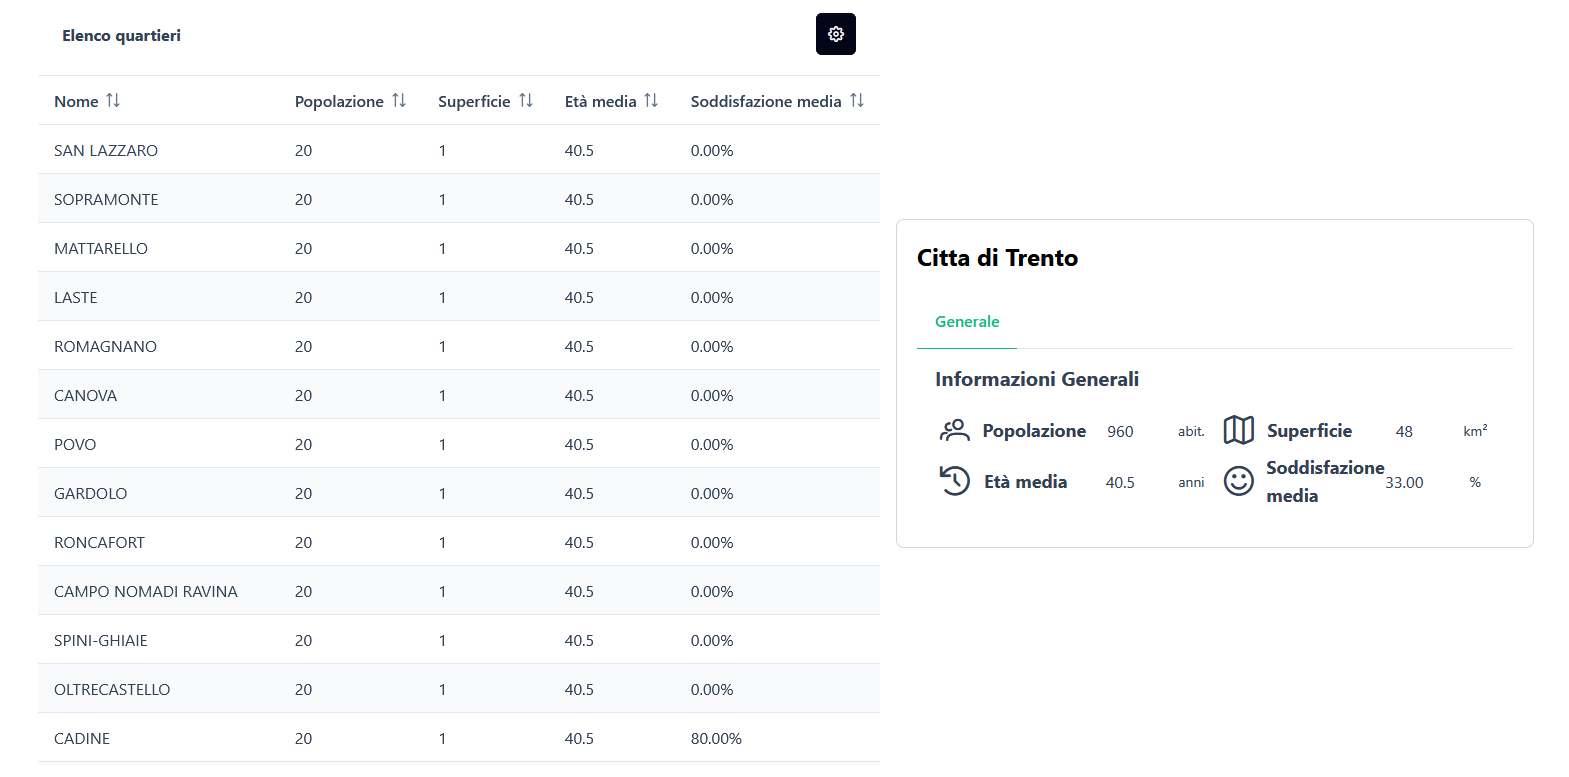 Elenco quartieri
Nome Popolazione Superficie Età media Soddisfazione media
SAN LAZZARO 20 1 40.5 0.00%
SOPRAMONTE 20 1 40.5 0.00%
MATTARELLO 20 1 40.5 0.00%
LASTE 20 1 40.5 0.00%
ROMAGNANO 20 1 40.5 0.00%
CANOVA 20 1 40.5 0.00%
POVO 20 1 40.5 0.00%
GARDOLO 20 1 40.5 0.00%
RONCAFORT 20 1 40.5 0.00%
CAMPO NOMADI RAVINA 20 1 40.5 0.00%
SPINI-GHIAIE 20 1 40.5 0.00%
OLTRECASTELLO 20 1 40.5 0.00%
CADINE 20 1 40.5 80.00%
Citta di Trento
Generale
Informazioni Generali
Popolazione 960 abit. Superficie 48 km²
Età media 40.5 anni Soddisfazione media 33.00 %